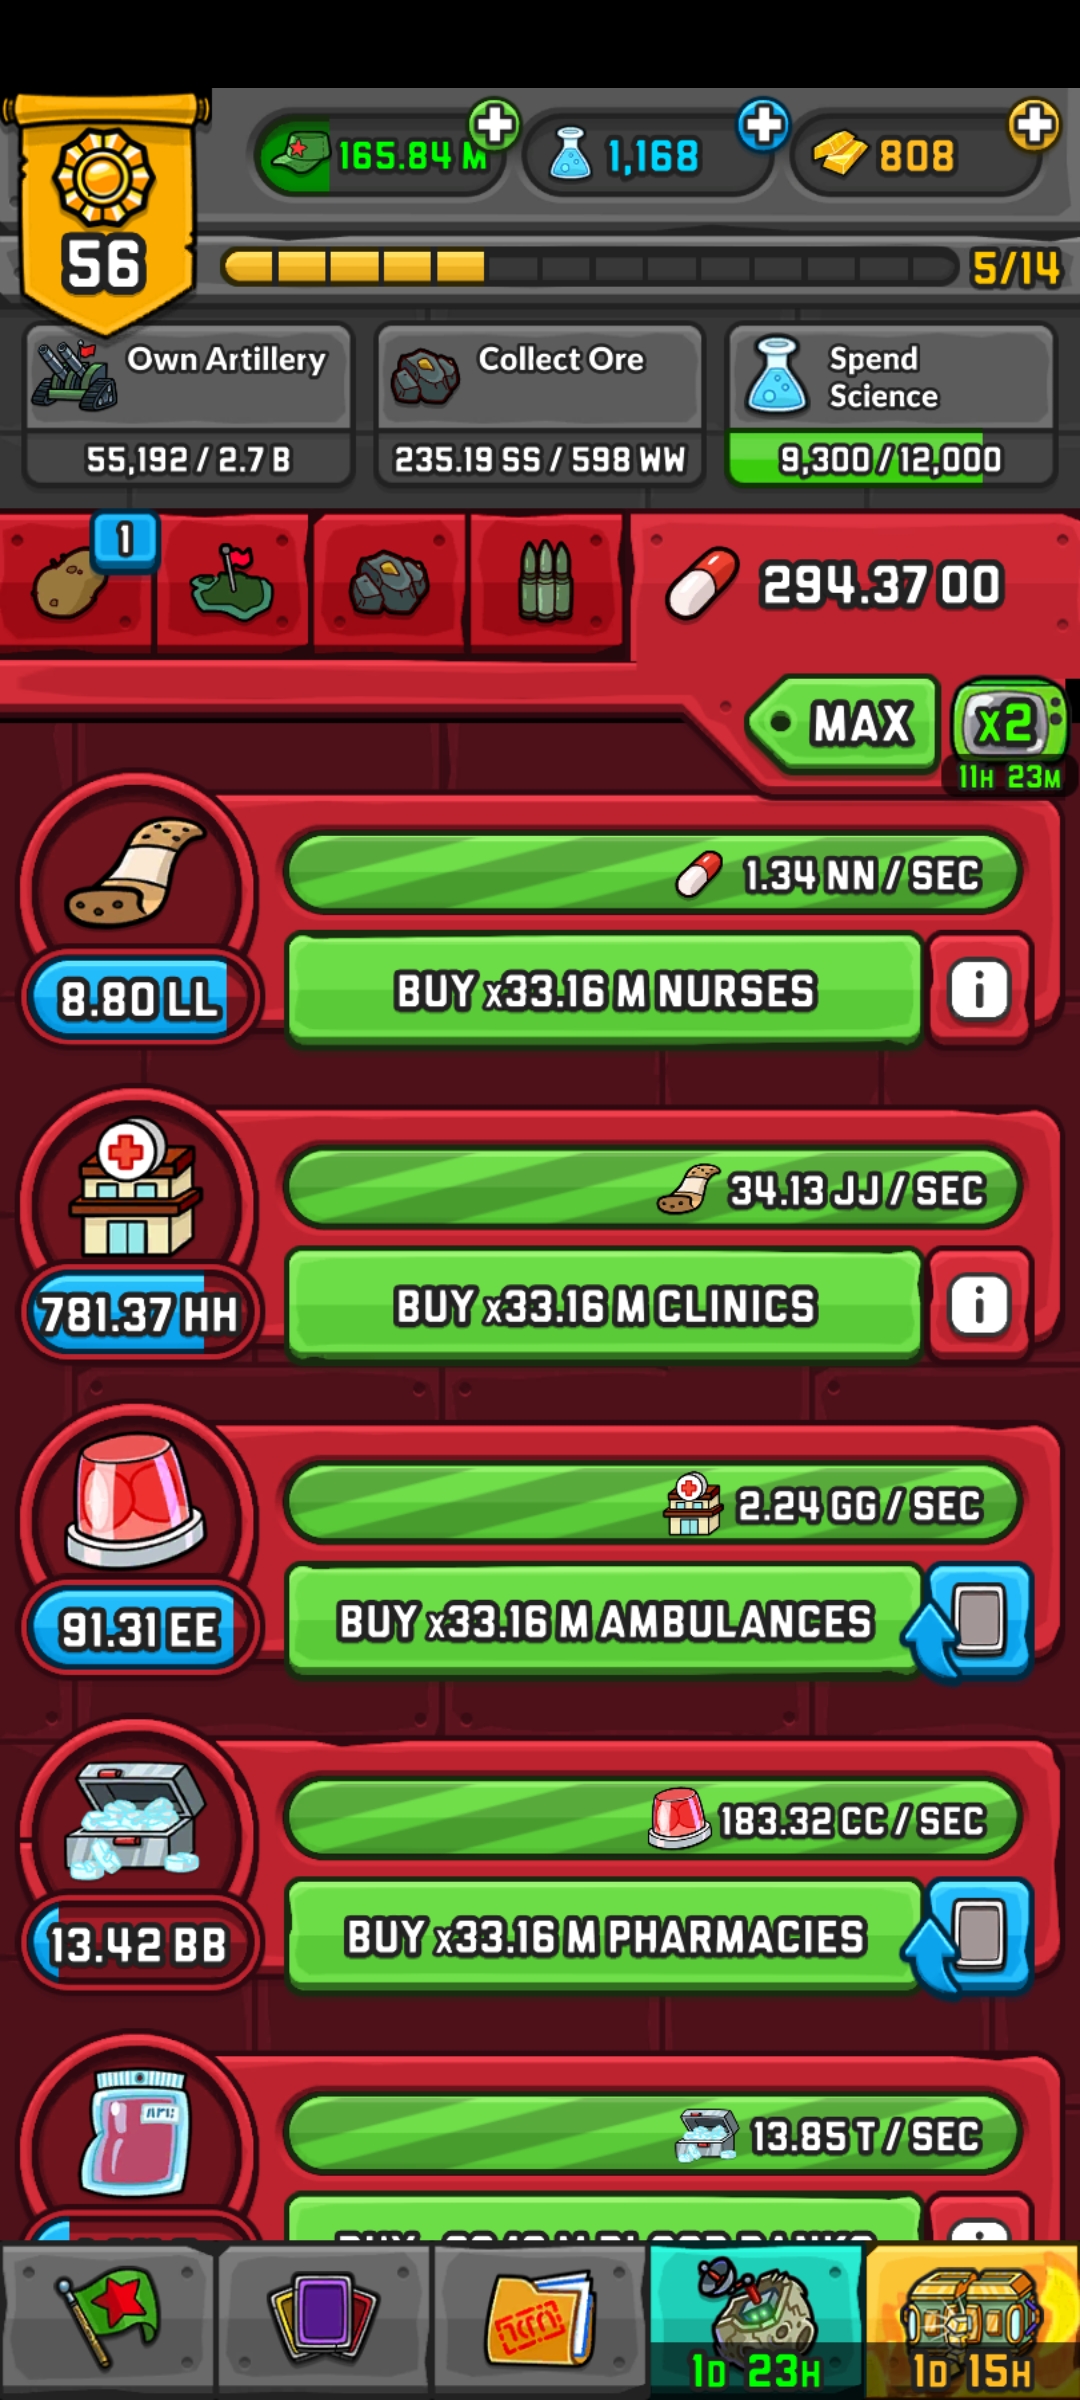 165.84 M
1,168
808
56
5/14
Own Artillery
55,192 / 2.7 B
Collect Ore
235.19 SS / 598 WW
Spend
Science
9,300 / 12,000
1
294.37 OO
MAX
x2
11H 23M
1.34 NN / SEC
8.80 LL
BUY x33.16 M NURSES
i
34.13 JJ / SEC
781.37 HH
BUY x33.16 M CLINICS
i
2.24 GG / SEC
91.31 EE
BUY x33.16 M AMBULANCES
183.32 CC / SEC
13.42 BB
BUY x33.16 M PHARMACIES
13.85 T / SEC
1D 23H
1D 15H